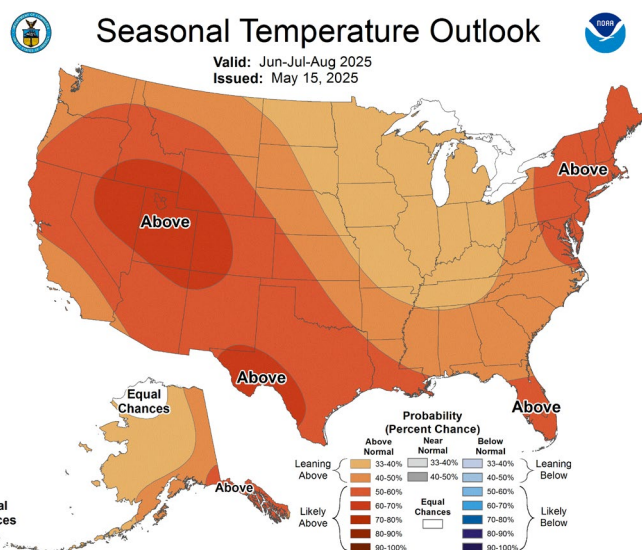 Seasonal Temperature Outlook
Valid: Jun-Jul-Aug 2025
Issued: May 15, 2025
NOAA
Above
Above
Above
Above
Equal
Chances
Above
al
ces
Probability
(Percent Chance)
Above
Normal
Near
Normal
Below
Normal
Leaning
Above
33-40%
40-50%
33-40%
40-50%
33-40%
40-50%
Leaning
Below
Likely
Above
50-60%
60-70%
70-80%
80-90%
90-100%
Equal
Chances
50-60%
60-70%
70-80%
80-90%
90-100%
Likely
Below